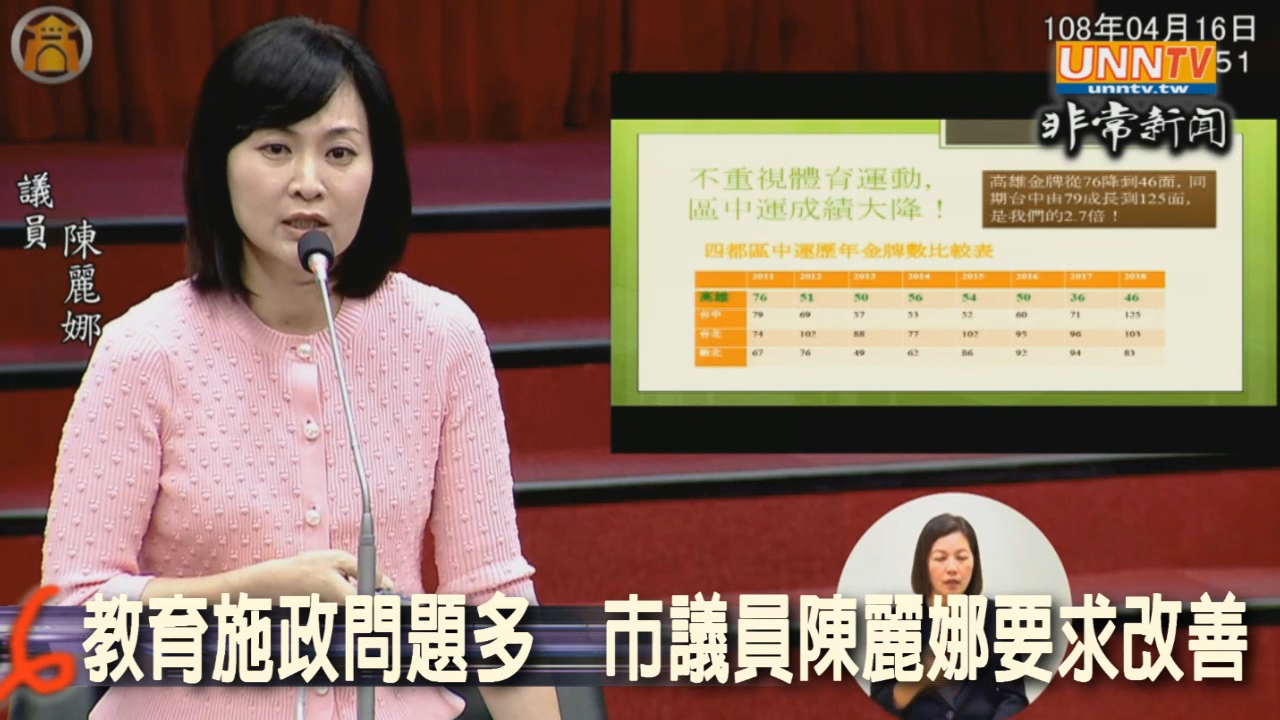 108年04月16日
51
UNNTV
unntv.tw
非常新闻
議員
陳麗娜
不重視體育運動,
區中運成績大降!
高雄金牌從76降到46面, 同
期台中由79成長到125面,
是我們的2.7倍!
四都區中運歷年金牌數比較表
2011 2012 2013 2014 2015 2016 2017 2018
高雄 76 51 50 56 54 50 36 46
台中 79 69 57 53 52 60 71 125
台北 74 102 88 77 102 95 96 103
新北 67 76 49 62 86 92 94 83
教育施政問題多 市議員陳麗娜要求改善